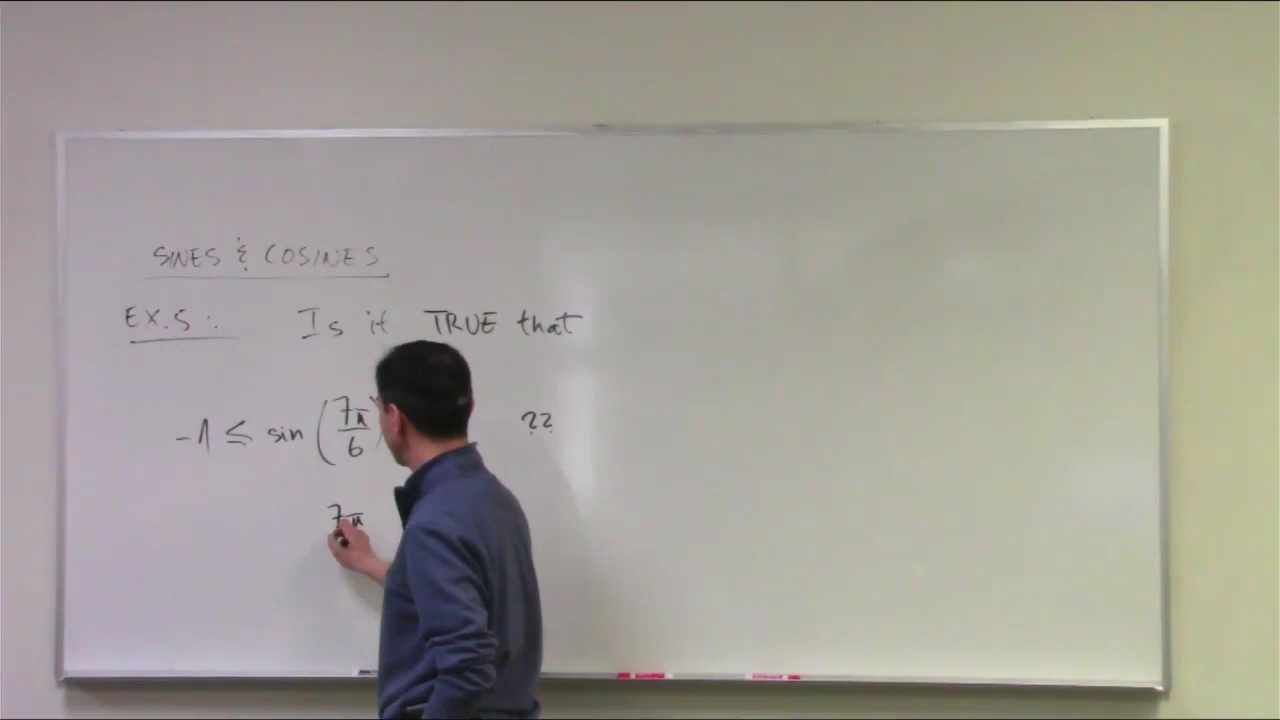 SINES & COSINES
EX.5: Is it TRUE that
-1 ≤ sin (7π/6) ??
7π